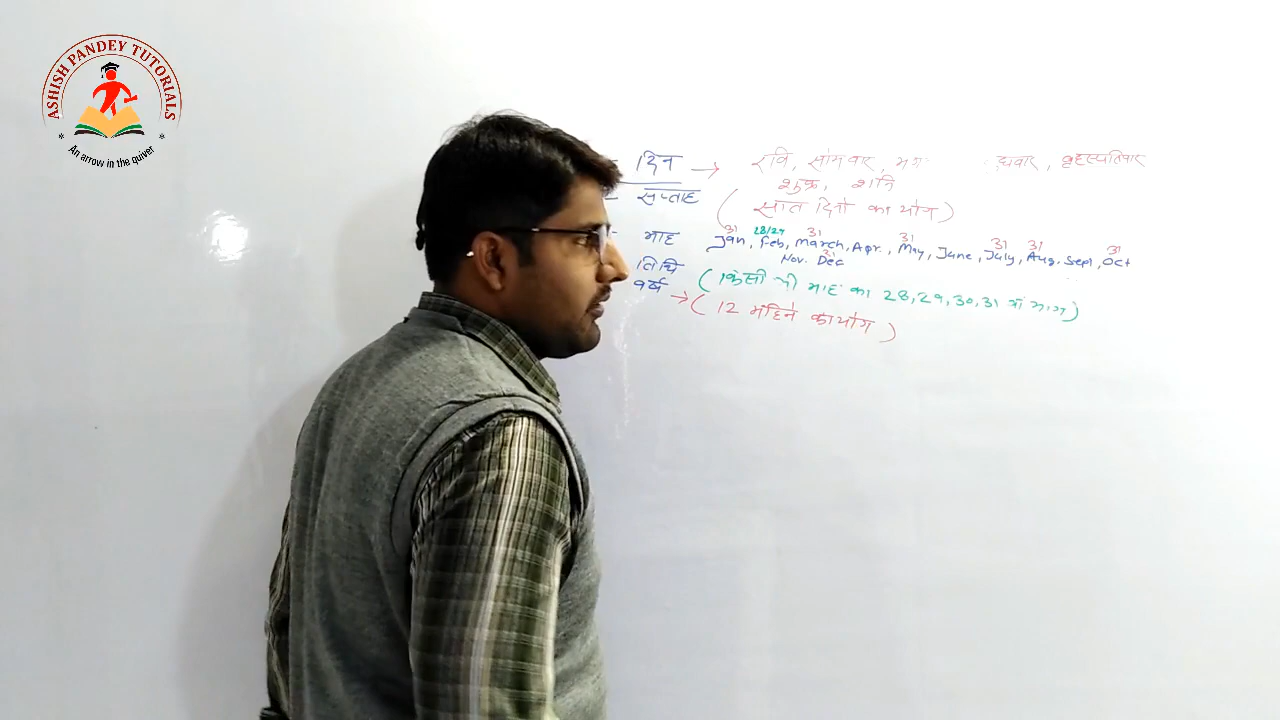 ASHISH PANDEY TUTORIALS
An arrow in the quiver
दिन → रवि, सोमवार, मंग धवार, बृहस्पतिवार
शुक्र, शनि
सप्ताह (सात दिनों का योग)
31 28/29 31 31 31 31 31
माह Jan, Feb, March, Apr., May, June, July, Aug, Sept, Oct
31
Nov. Dec
तिथि (किसी भी माह का 28, 29, 30, 31 वाँ भाग)
वर्ष → (12 महिने का योग)